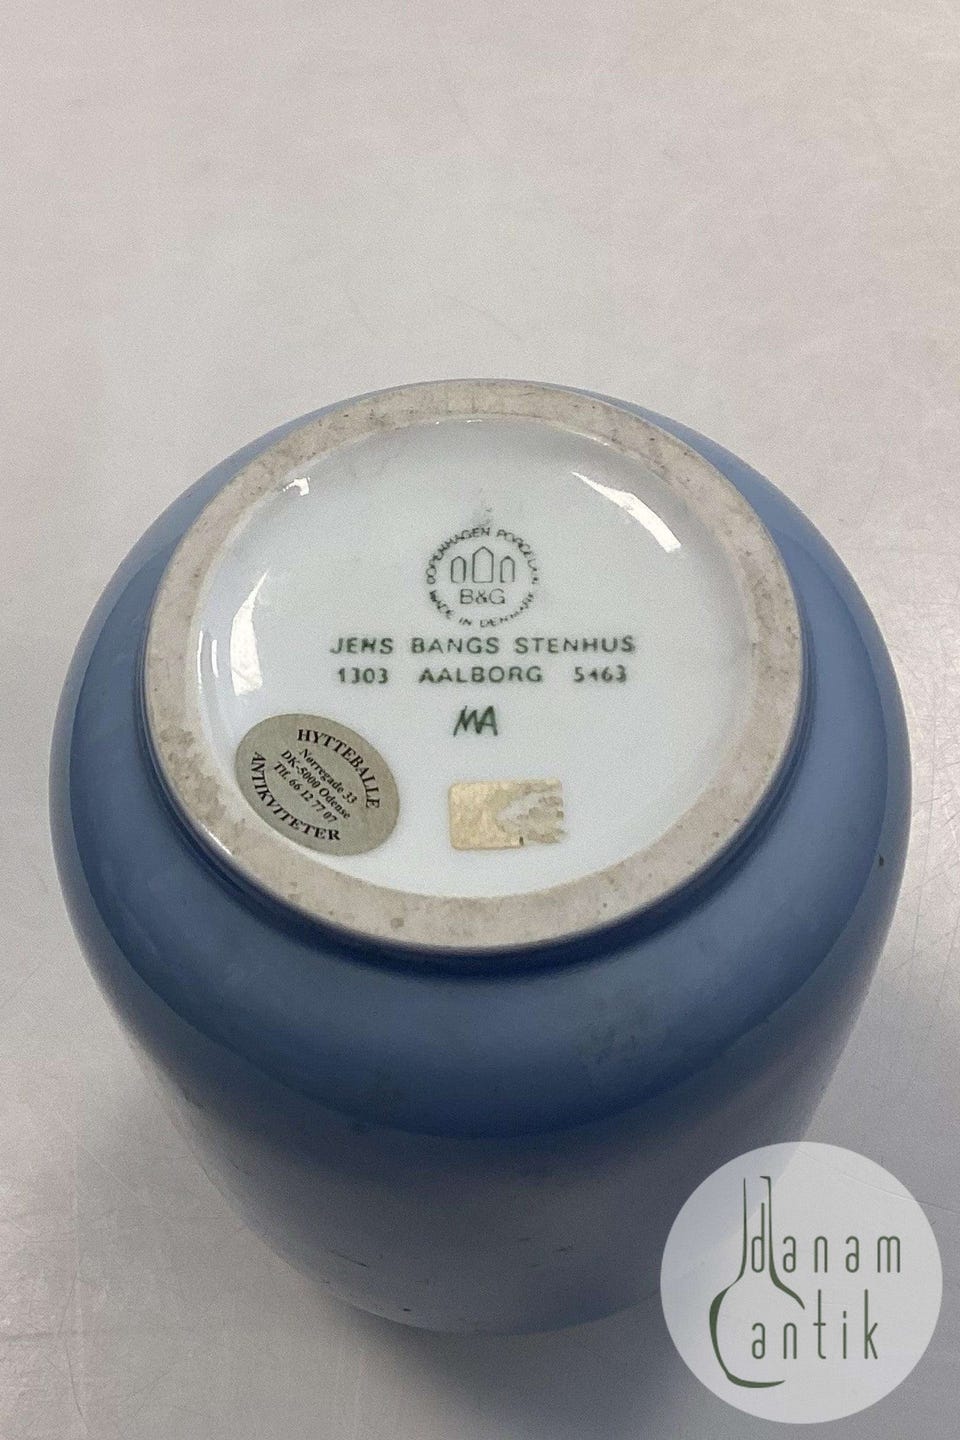 COPENHAGEN PORCELAIN
B&G
MADE IN DENMARK
JENS BANGS STENHUS
1303 AALBORG 5463
MA
HYTTEBALLE
Nørregade 33
DK-5000 Odense
Tlf. 66 12 77 07
ANTIKVITETER
danam
antik